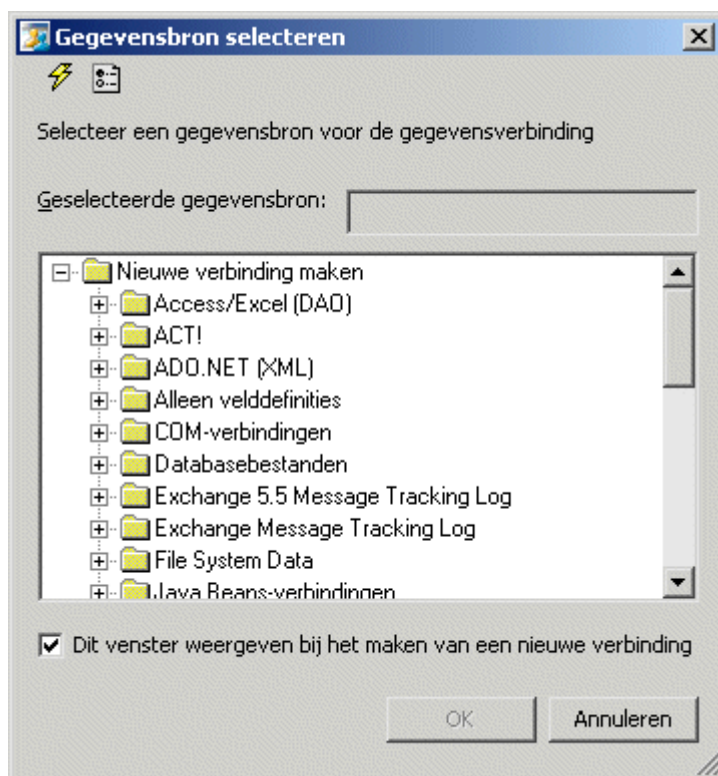 Gegevensbron selecteren
Selecteer een gegevensbron voor de gegevensverbinding
Geselecteerde gegevensbron:
Nieuwe verbinding maken
Access/Excel (DAO)
ACT!
ADO.NET (XML)
Alleen velddefinities
COM-verbindingen
Databasebestanden
Exchange 5.5 Message Tracking Log
Exchange Message Tracking Log
File System Data
Java Beans-verbindingen
Dit venster weergeven bij het maken van een nieuwe verbinding
OK Annuleren